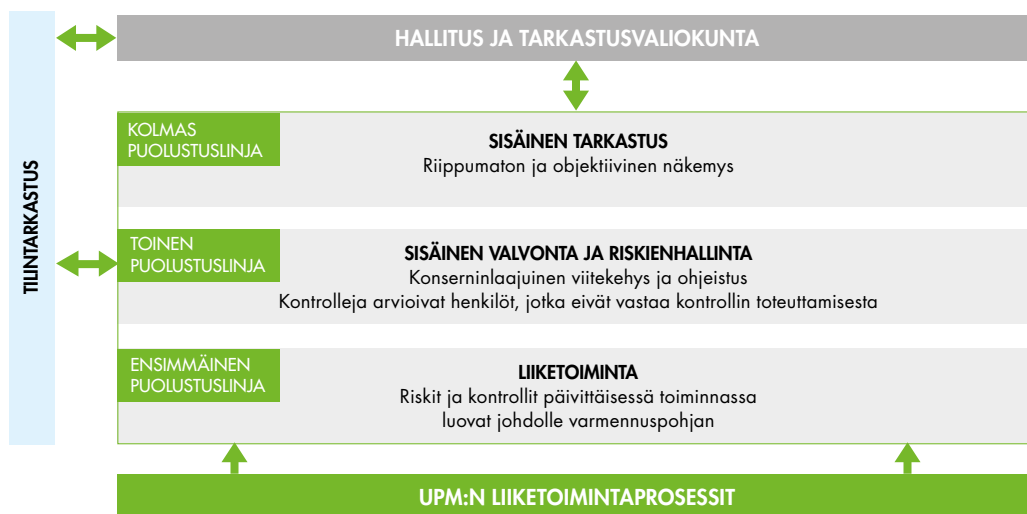 TILINTARKASTUS
HALLITUS JA TARKASTUSVALIOKUNTA
KOLMAS
PUOLUSTUSLINJA
SISÄINEN TARKASTUS
Riippumaton ja objektiivinen näkemys
TOINEN
PUOLUSTUSLINJA
SISÄINEN VALVONTA JA RISKIENHALLINTA
Konserninlaajuinen viitekehys ja ohjeistus
Kontrolleja arvioivat henkilöt, jotka eivät vastaa kontrollin toteuttamisesta
ENSIMMÄINEN
PUOLUSTUSLINJA
LIIKETOIMINTA
Riskit ja kontrollit päivittäisessä toiminnassa
luovat johdolle varmennuspohjan
UPM:N LIIKETOIMINTAPROSESSIT